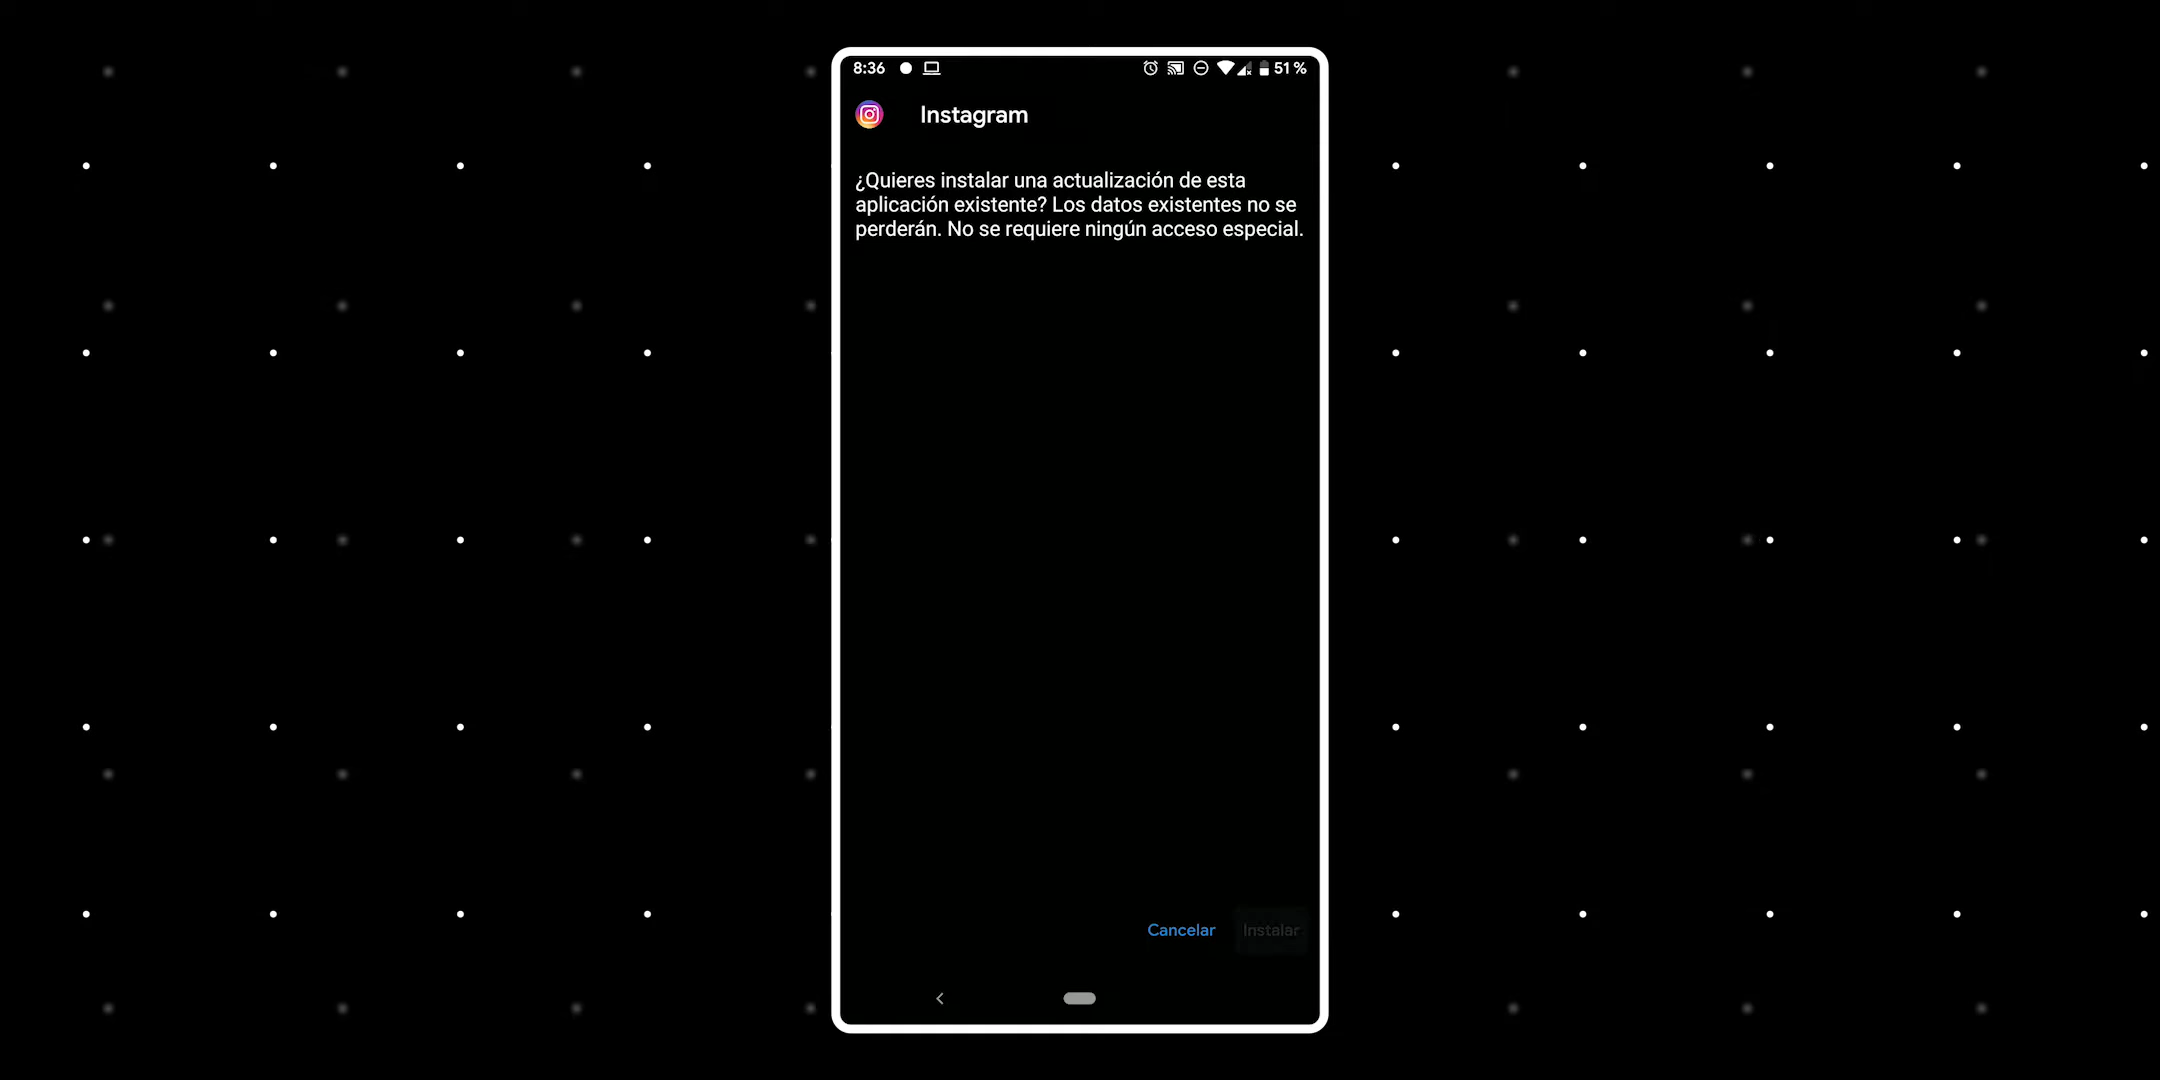 8:36
51 %
Instagram
¿Quieres instalar una actualización de esta
aplicación existente? Los datos existentes no se
perderán. No se requiere ningún acceso especial.
Cancelar
Instalar